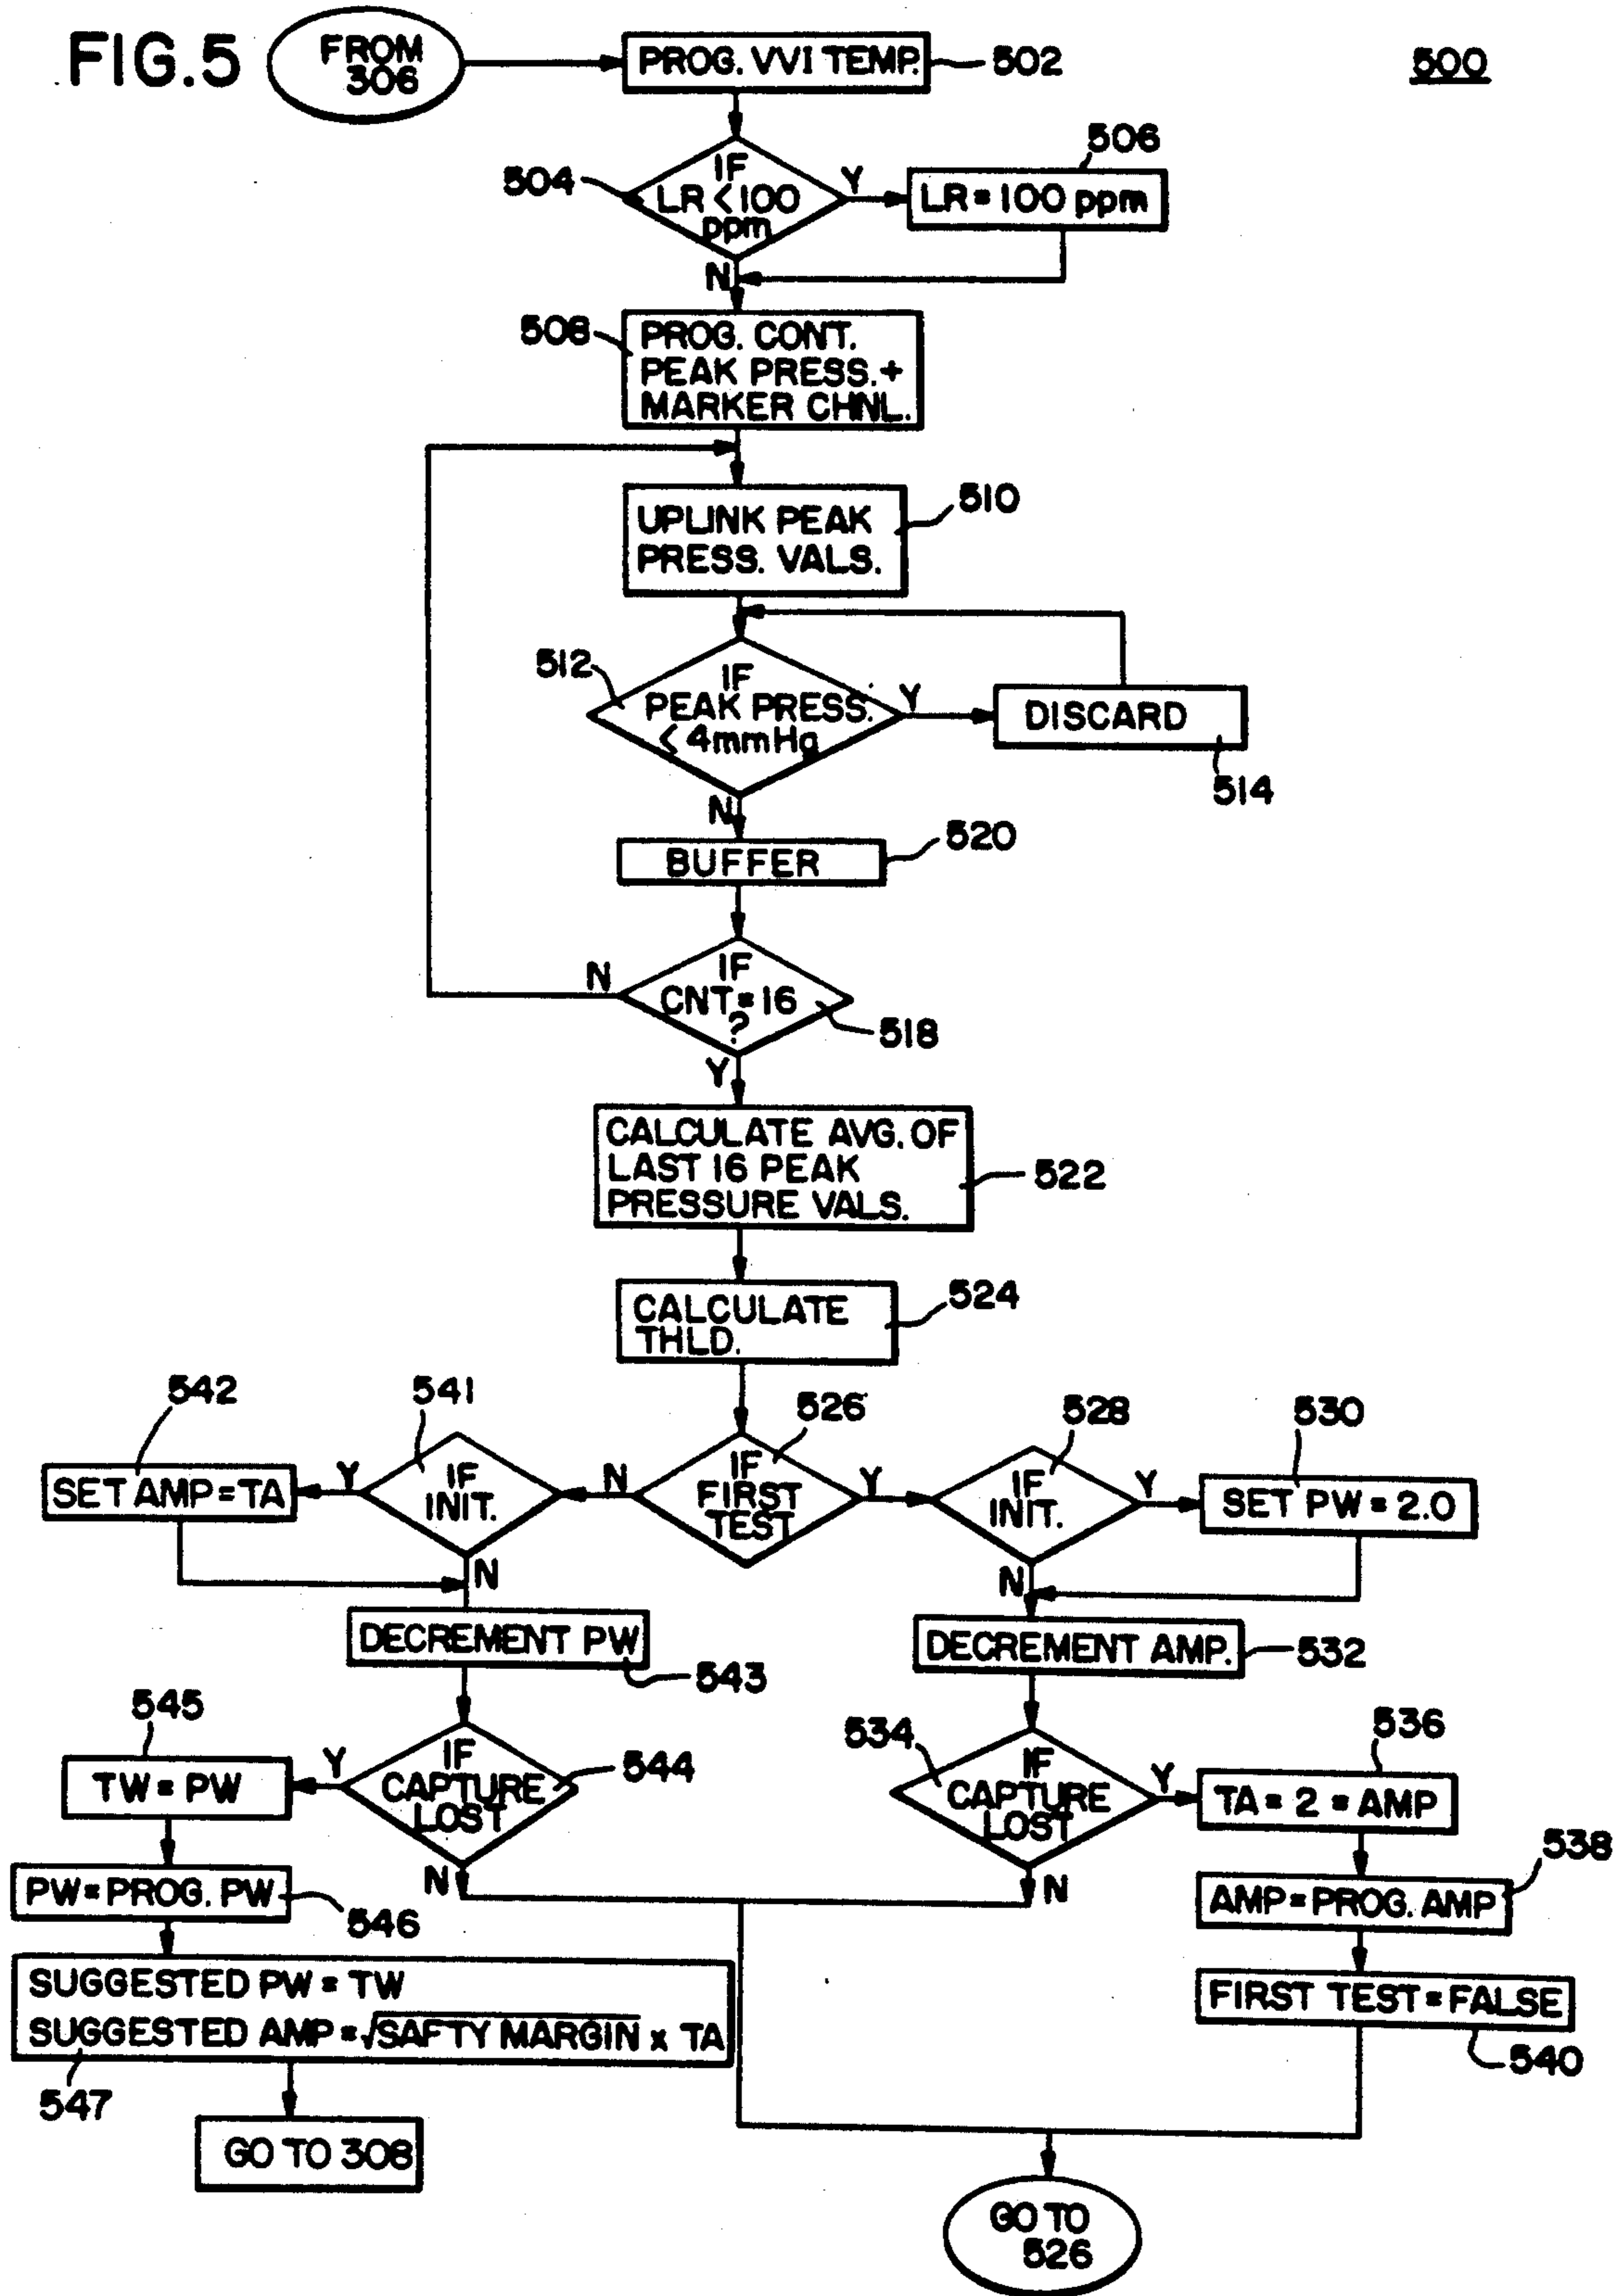 FIG.5
FROM
306
PROG. VVI TEMP.
502
500
504
IF
LR < 100
ppm
Y
506
LR = 100 ppm
N
508
PROG. CONT.
PEAK PRESS. +
MARKER CHNL.
UPLINK PEAK
PRESS. VALS.
510
512
IF
PEAK PRESS.
< 4mmHg
Y
DISCARD
514
N
BUFFER
520
N
IF
CNT = 16
?
518
Y
CALCULATE AVG. OF
LAST 16 PEAK
PRESSURE VALS.
522
CALCULATE
THLD.
524
542
541
526
528
530
SET AMP = TA
Y
IF
INIT.
N
IF
FIRST
TEST
Y
IF
INIT.
Y
SET PW = 2.0
N
N
DECREMENT PW
543
DECREMENT AMP.
532
545
TW = PW
Y
IF
CAPTURE
LOST
544
534
IF
CAPTURE
LOST
Y
536
TA = 2 = AMP
N
N
PW = PROG. PW
546
AMP = PROG. AMP
538
SUGGESTED PW = TW
SUGGESTED AMP = √SAFTY MARGIN x TA
547
FIRST TEST = FALSE
540
GO TO 308
GO TO
526